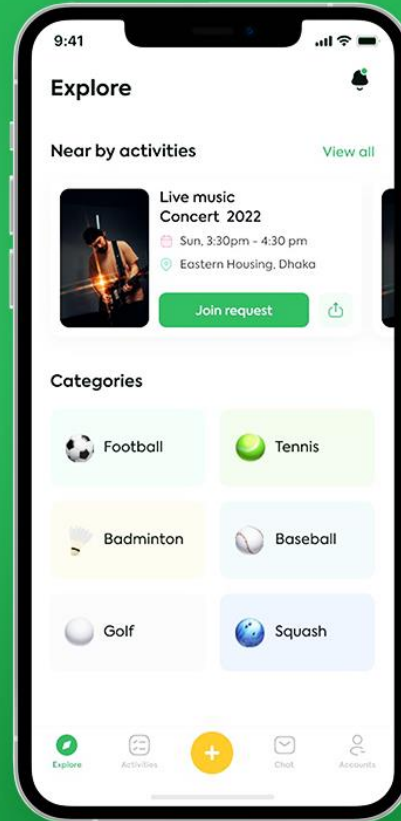 9:41
Explore
Near by activities
View all
Live music
Concert 2022
Sun, 3:30pm - 4:30 pm
Eastern Housing, Dhaka
Join request
Categories
Football
Tennis
Badminton
Baseball
Golf
Squash
+
Explore
Activities
Chat
Accounts